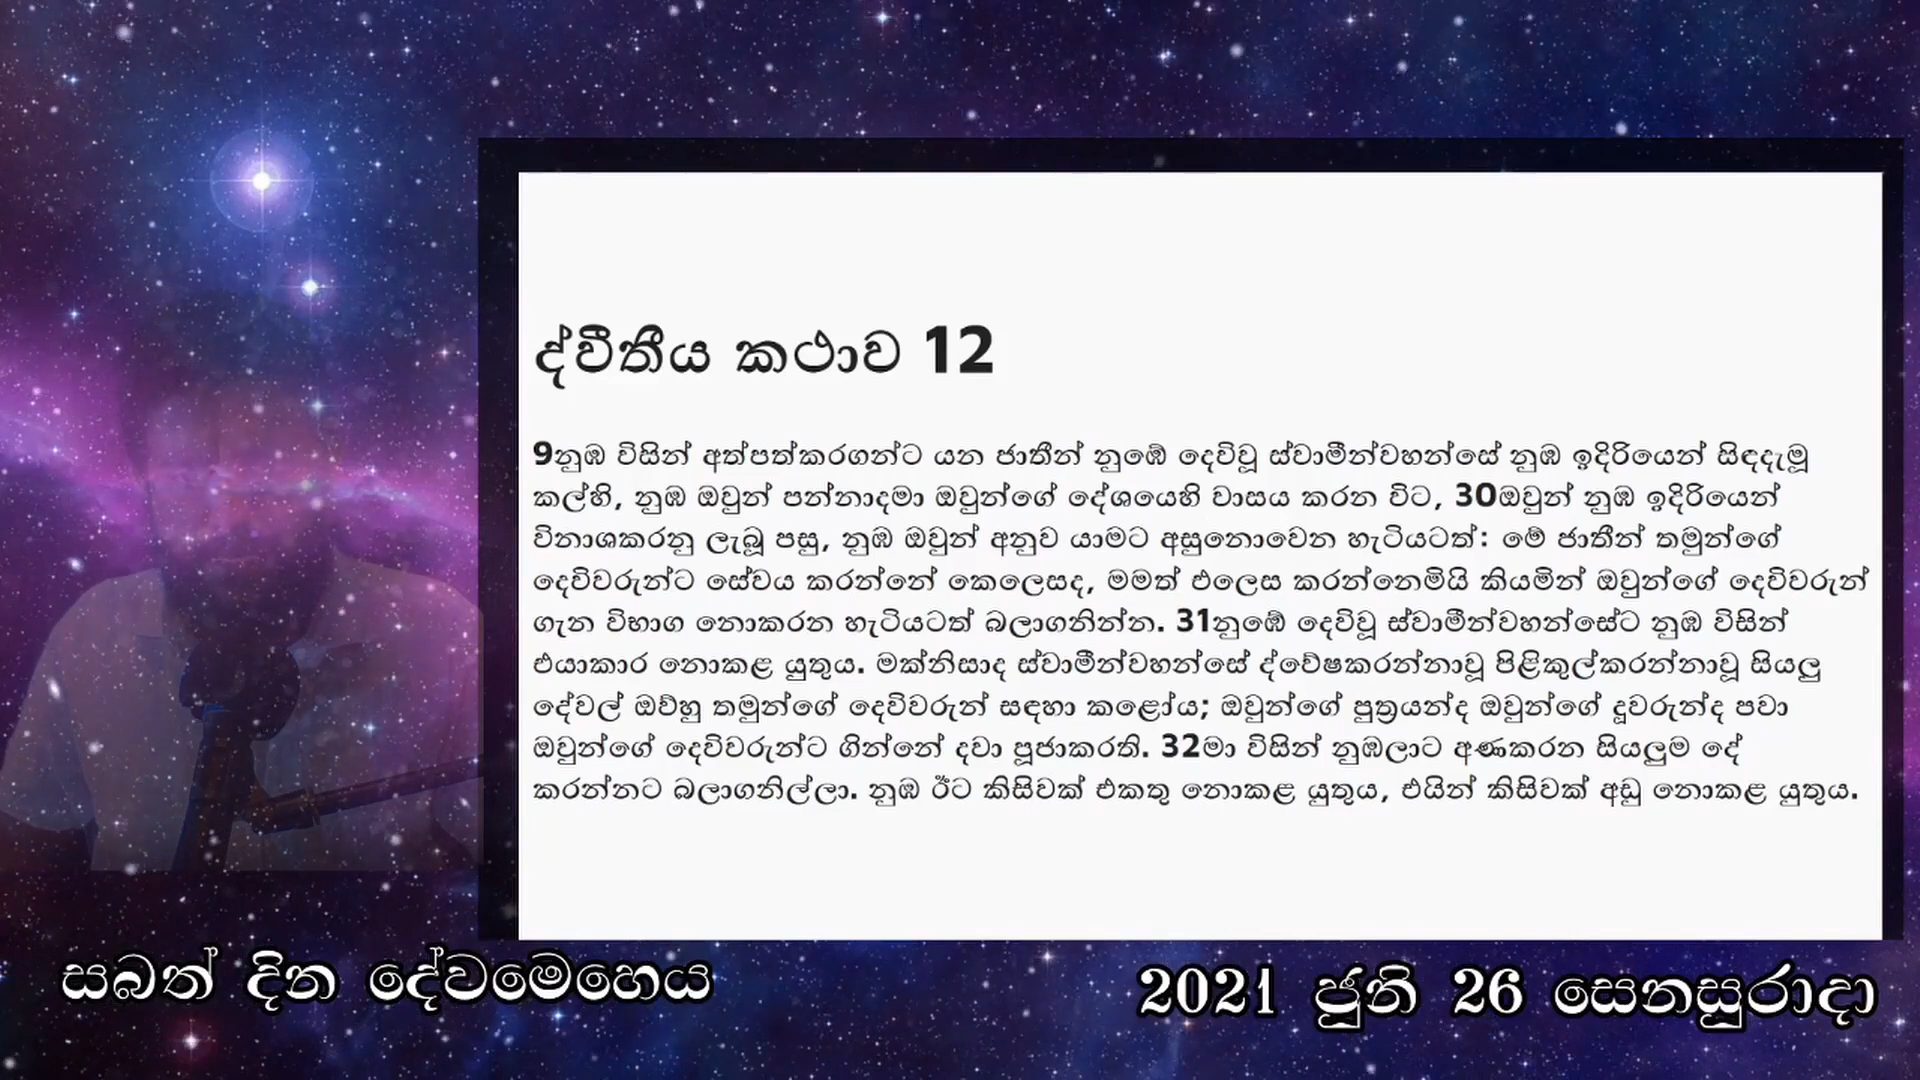 ද්වීතීය කථාව 12
9නුඹ විසින් අත්පත්කරගන්ට යන ජාතීන් නුඹේ දෙවිවූ ස්වාමීන්වහන්සේ නුඹ ඉදිරියෙන් සිඳදැමූ
කල්හි, නුඹ ඔවුන් පන්නාදමා ඔවුන්ගේ දේශයෙහි වාසය කරන විට, 30ඔවුන් නුඹ ඉදිරියෙන්
විනාශකරනු ලැබූ පසු, නුඹ ඔවුන් අනුව යාමට අසුනොවෙන හැටියටත්: මේ ජාතීන් තමුන්ගේ
දෙවිවරුන්ට සේවය කරන්නේ කෙලෙසද, මමත් එලෙස කරන්නෙමියි කියමින් ඔවුන්ගේ දෙවිවරුන්
ගැන විභාග නොකරන හැටියටත් බලාගනින්න. 31නුඹේ දෙවිවූ ස්වාමීන්වහන්සේට නුඹ විසින්
එයාකාර නොකළ යුතුය. මක්නිසාද ස්වාමීන්වහන්සේ ද්වේෂකරන්නාවූ පිළිකුල්කරන්නාවූ සියලු
දේවල් ඔව්හු තමුන්ගේ දෙවිවරුන් සඳහා කළෝය; ඔවුන්ගේ පුත්‍රයන්ද ඔවුන්ගේ දූවරුන්ද පවා
ඔවුන්ගේ දෙවිවරුන්ට ගින්නේ දවා පූජාකරති. 32මා විසින් නුඹලාට අණකරන සියලුම දේ
කරන්නට බලාගනිල්ලා. නුඹ ඊට කිසිවක් එකතු නොකළ යුතුය, එයින් කිසිවක් අඩු නොකළ යුතුය.
සබත් දින දේවමෙහෙය
2021 ජූනි 26 සෙනසුරාදා